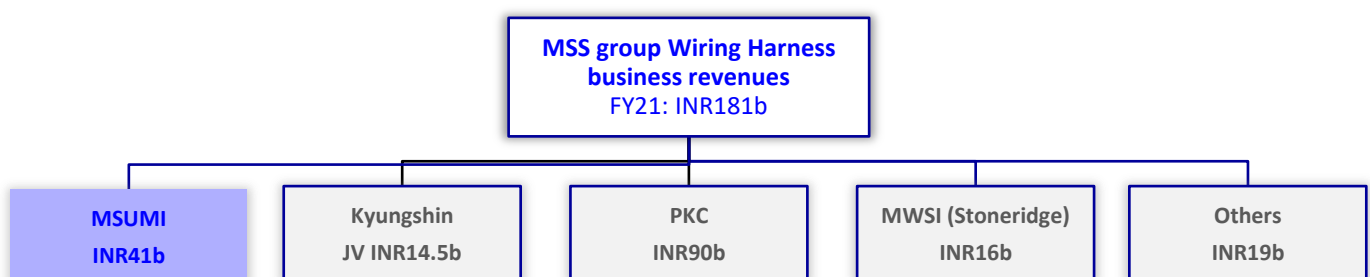 MSS group Wiring Harness
business revenues
FY21: INR181b
MSUMI
INR41b
Kyungshin
JV INR14.5b
PKC
INR90b
MWSI (Stoneridge)
INR16b
Others
INR19b